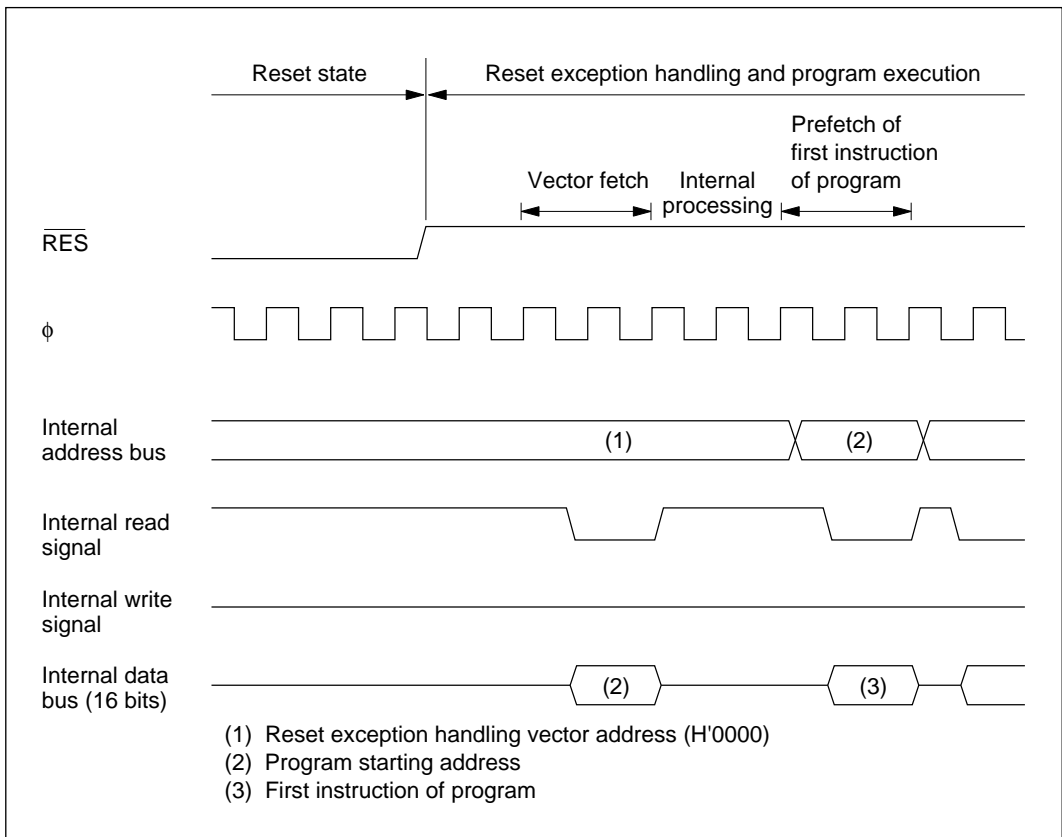 Reset state
Reset exception handling and program execution
Prefetch of
first instruction
of program
Vector fetch
Internal
processing
RES
ϕ
Internal
address bus
(1)
(2)
Internal read
signal
Internal write
signal
Internal data
bus (16 bits)
(2)
(3)
(1) Reset exception handling vector address (H'0000)
(2) Program starting address
(3) First instruction of program